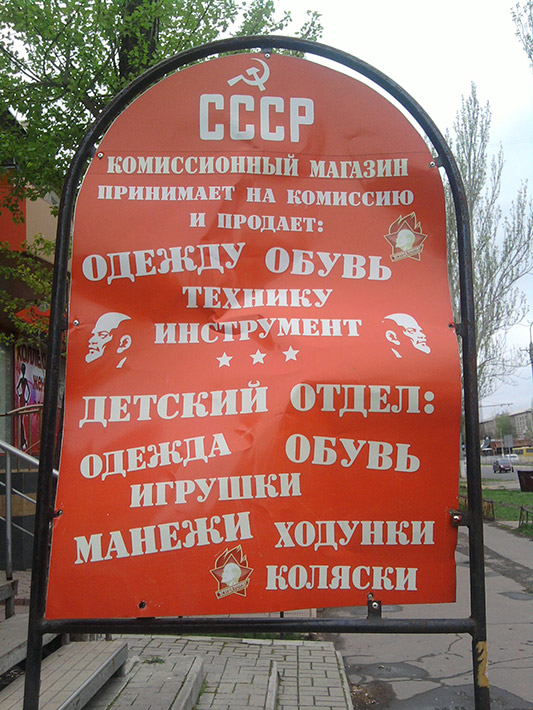 СССР
КОМИССИОННЫЙ МАГАЗИН
ПРИНИМАЕТ НА КОМИССИЮ
И ПРОДАЕТ:
ОДЕЖДУ ОБУВЬ
ТЕХНИКУ
ИНСТРУМЕНТ
ДЕТСКИЙ ОТДЕЛ:
ОДЕЖДА ОБУВЬ
ИГРУШКИ
МАНЕЖИ ХОДУНКИ
КОЛЯСКИ